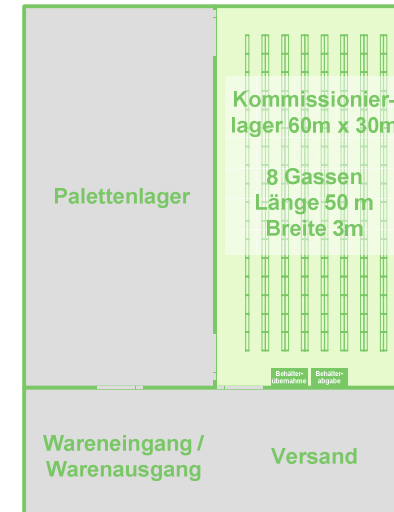 Kommissionier-
lager 60m x 30m
8 Gassen
Länge 50 m
Breite 3m
Palettenlager
Behälter-
übernahme
Behälter-
abgabe
Wareneingang /
Warenausgang
Versand